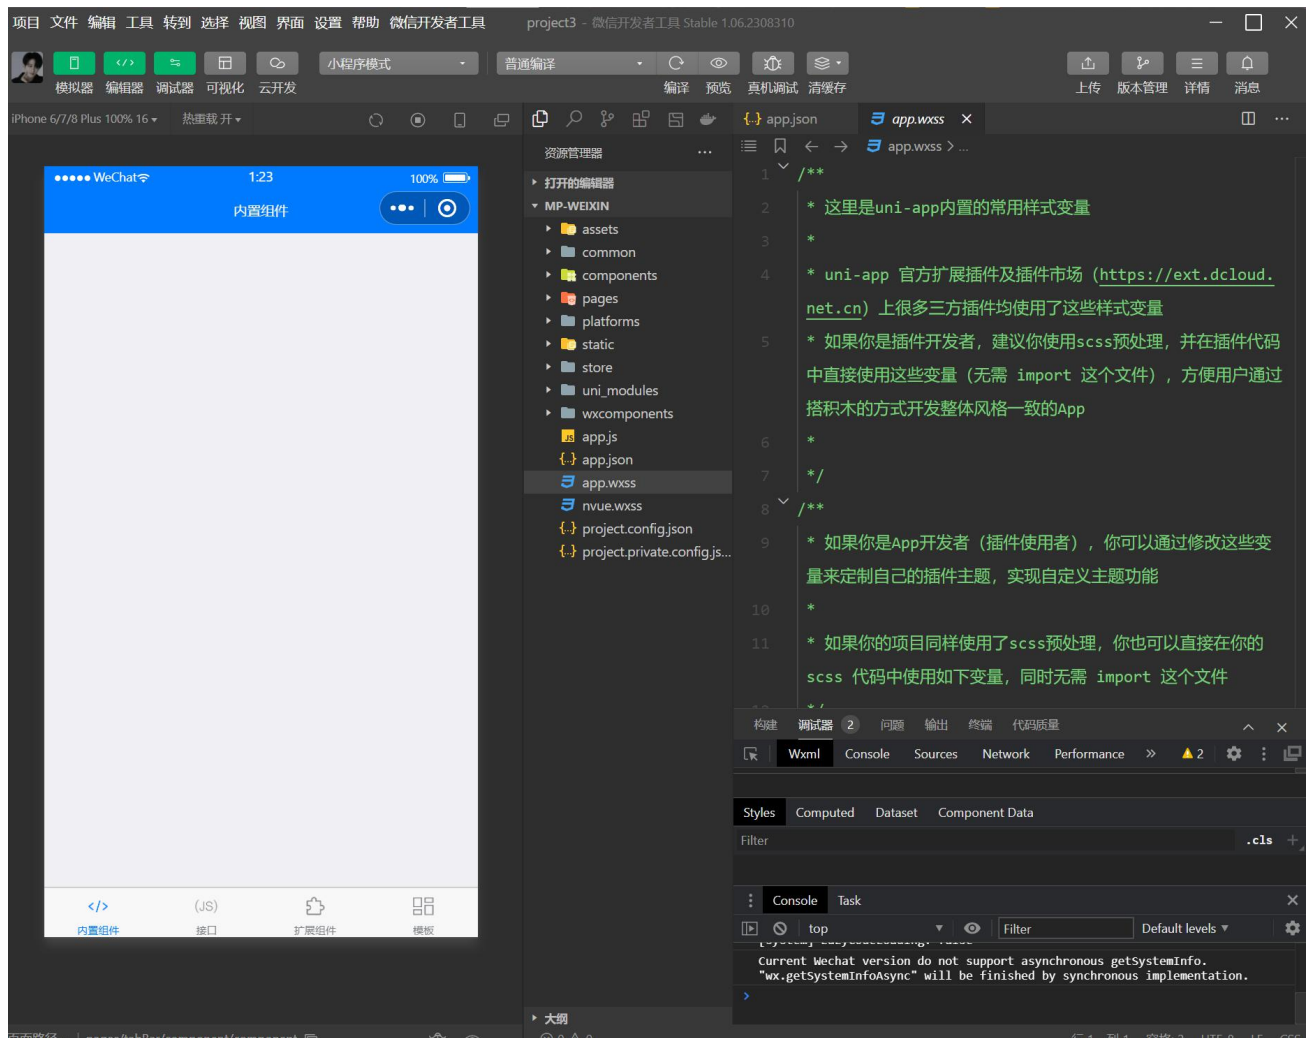 项目 文件 编辑 工具 转到 选择 视图 界面 设置 帮助 微信开发者工具 project3 - 微信开发者工具 Stable 1.06.2308310
小程序模式 普通编译
模拟器 编辑器 调试器 可视化 云开发 编译 预览 真机调试 清缓存 上传 版本管理 详情 消息
iPhone 6/7/8 Plus 100% 16 热重载 开
WeChat 1:23 100%
内置组件
</>
内置组件
(JS)
接口
扩展组件
模板
资源管理器 ...
打开的编辑器
MP-WEIXIN
assets
common
components
pages
platforms
static
store
uni_modules
wxcomponents
JS app.js
{..} app.json
app.wxss
nvue.wxss
{..} project.config.json
{..} project.private.config.js...
大纲
{..} app.json app.wxss
app.wxss > ...
1 /**
2 * 这里是uni-app内置的常用样式变量
3 *
4 * uni-app 官方扩展插件及插件市场（https://ext.dcloud.
net.cn）上很多三方插件均使用了这些样式变量
5 * 如果你是插件开发者，建议你使用scss预处理，并在插件代码
中直接使用这些变量（无需 import 这个文件），方便用户通过
搭积木的方式开发整体风格一致的App
6 *
7 */
8 /**
9 * 如果你是App开发者（插件使用者），你可以通过修改这些变
量来定制自己的插件主题，实现自定义主题功能
10 *
11 * 如果你的项目同样使用了scss预处理，你也可以直接在你的
scss 代码中使用如下变量，同时无需 import 这个文件
构建 调试器 2 问题 输出 终端 代码质量
Wxml Console Sources Network Performance » 2
Styles Computed Dataset Component Data
Filter .cls +
Console Task
top Filter Default levels
Current Wechat version do not support asynchronous getSystemInfo.
"wx.getSystemInfoAsync" will be finished by synchronous implementation.